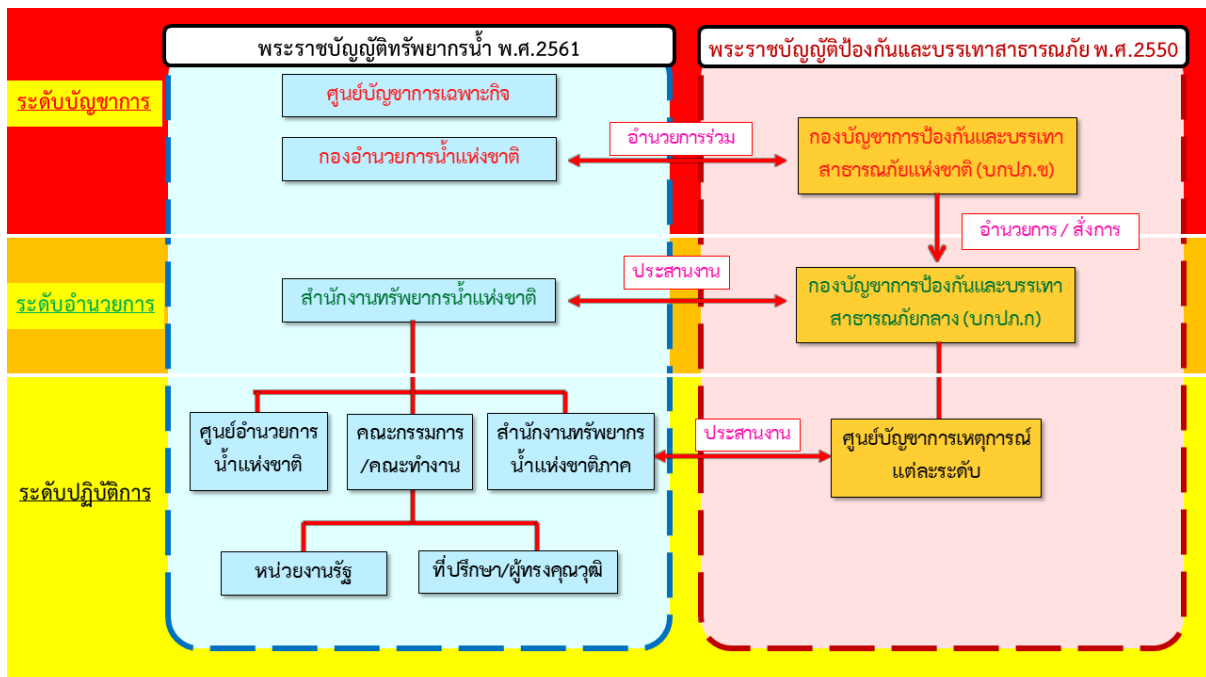 พระราชบัญญัติทรัพยากรน้ำ พ.ศ.2561
พระราชบัญญัติป้องกันและบรรเทาสาธารณภัย พ.ศ.2550
ระดับบัญชาการ
ศูนย์บัญชาการเฉพาะกิจ
กองอำนวยการน้ำแห่งชาติ
อำนวยการร่วม
กองบัญชาการป้องกันและบรรเทา
สาธารณภัยแห่งชาติ (บกปภ.ช)
อำนวยการ / สั่งการ
ระดับอำนวยการ
สำนักงานทรัพยากรน้ำแห่งชาติ
ประสานงาน
กองบัญชาการป้องกันและบรรเทา
สาธารณภัยกลาง (บกปภ.ก)
ระดับปฏิบัติการ
ศูนย์อำนวยการ
น้ำแห่งชาติ
คณะกรรมการ
/คณะทำงาน
สำนักงานทรัพยากร
น้ำแห่งชาติภาค
ประสานงาน
ศูนย์บัญชาการเหตุการณ์
แต่ละระดับ
หน่วยงานรัฐ
ที่ปรึกษา/ผู้ทรงคุณวุฒิ